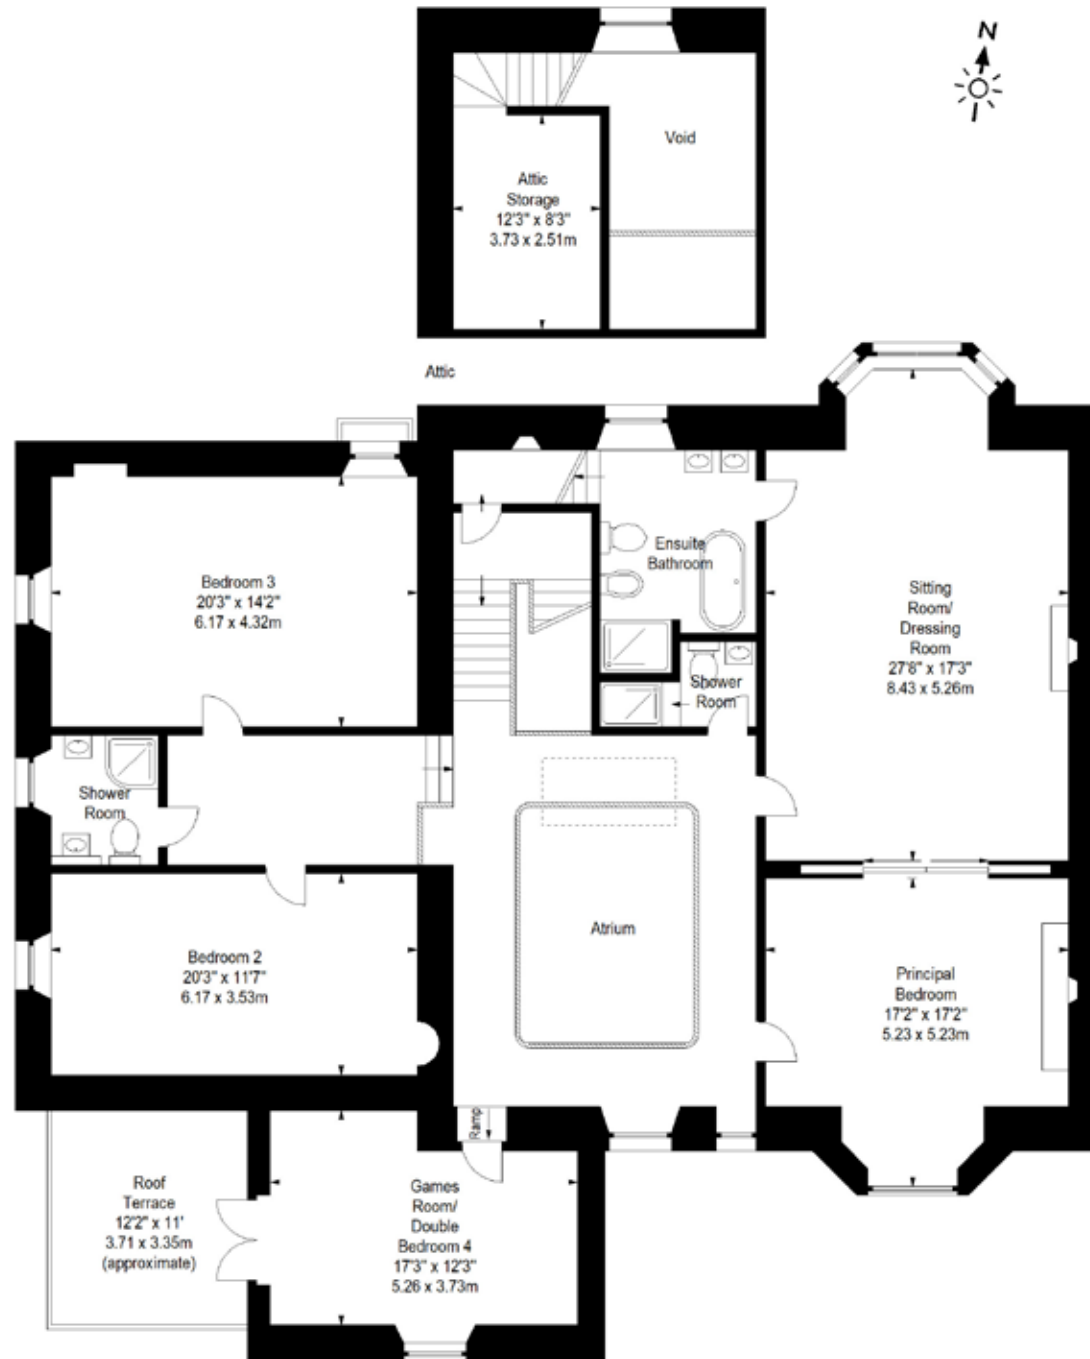 N
Void
Attic
Storage
12'3" x 8'3"
3.73 x 2.51m
Attic
Bedroom 3
20'3" x 14'2"
6.17 x 4.32m
Ensuite
Bathroom
Sitting
Room/
Dressing
Room
27'8" x 17'3"
8.43 x 5.26m
Shower
Room
Shower
Room
Atrium
Bedroom 2
20'3" x 11'7"
6.17 x 3.53m
Principal
Bedroom
17'2" x 17'2"
5.23 x 5.23m
Ramp
Roof
Terrace
12'2" x 11'
3.71 x 3.35m
(approximate)
Games
Room/
Double
Bedroom 4
17'3" x 12'3"
5.26 x 3.73m